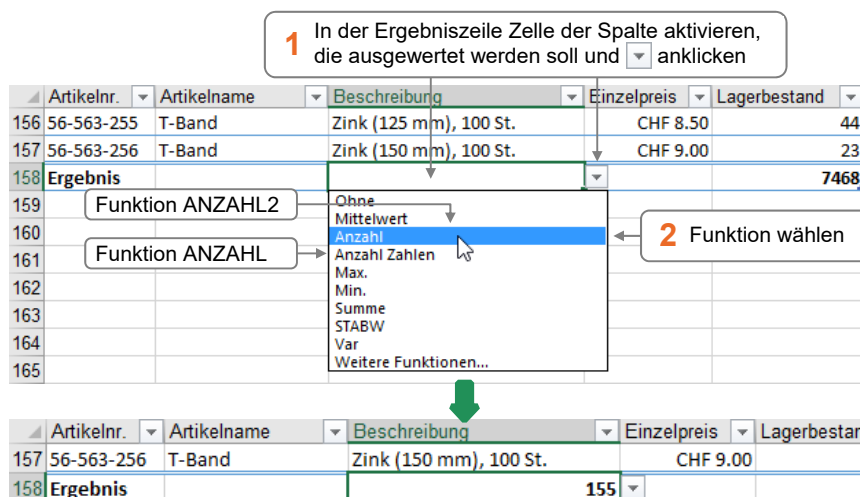 1 In der Ergebniszeile Zelle der Spalte aktivieren,
die ausgewertet werden soll und anklicken
Artikelnr. Artikelname Beschreibung Einzelpreis Lagerbestand
156 56-563-255 T-Band Zink (125 mm), 100 St. CHF 8.50 44
157 56-563-256 T-Band Zink (150 mm), 100 St. CHF 9.00 23
158 Ergebnis 7468
159
160
161
162
163
164
165
Funktion ANZAHL2
Funktion ANZAHL
Ohne
Mittelwert
Anzahl
Anzahl Zahlen
Max.
Min.
Summe
STABW
Var
Weitere Funktionen...
2 Funktion wählen
Artikelnr. Artikelname Beschreibung Einzelpreis Lagerbestan
157 56-563-256 T-Band Zink (150 mm), 100 St. CHF 9.00
158 Ergebnis 155